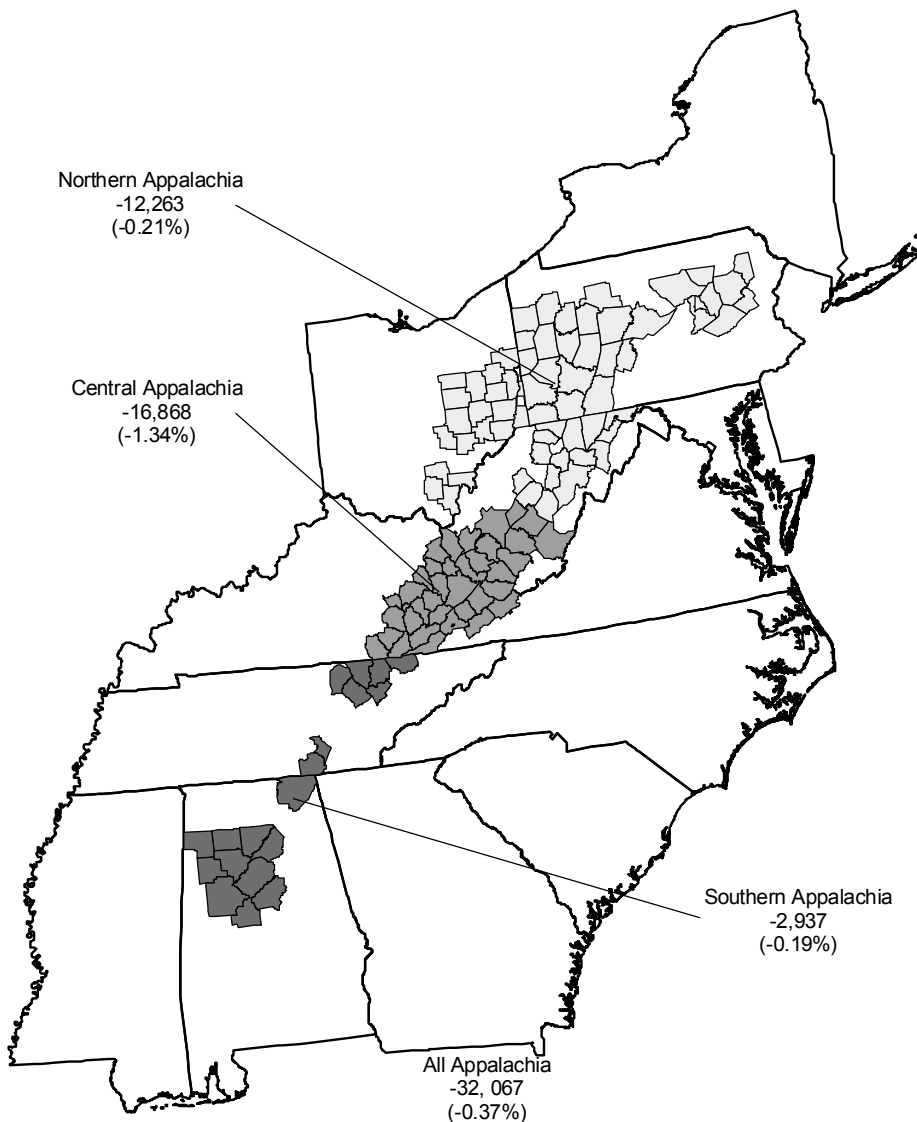 Northern Appalachia
-12,263
(-0.21%)
Central Appalachia
-16,868
(-1.34%)
Southern Appalachia
-2,937
(-0.19%)
All Appalachia
-32, 067
(-0.37%)